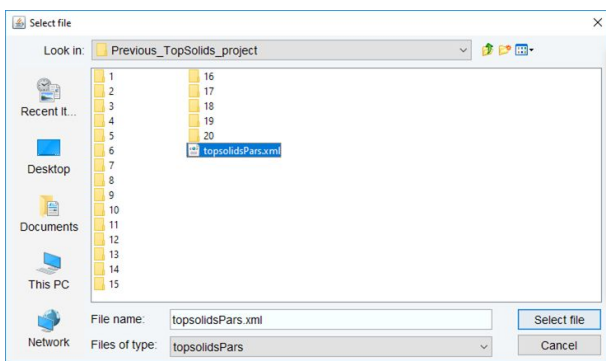 Select file
Look in: Previous_TopSolids_project
Recent It...
Desktop
Documents
This PC
Network
1
2
3
4
5
6
7
8
9
10
11
12
13
14
15
16
17
18
19
20
topsolidsPars.xml
File name: topsolidsPars.xml Select file
Files of type: topsolidsPars Cancel